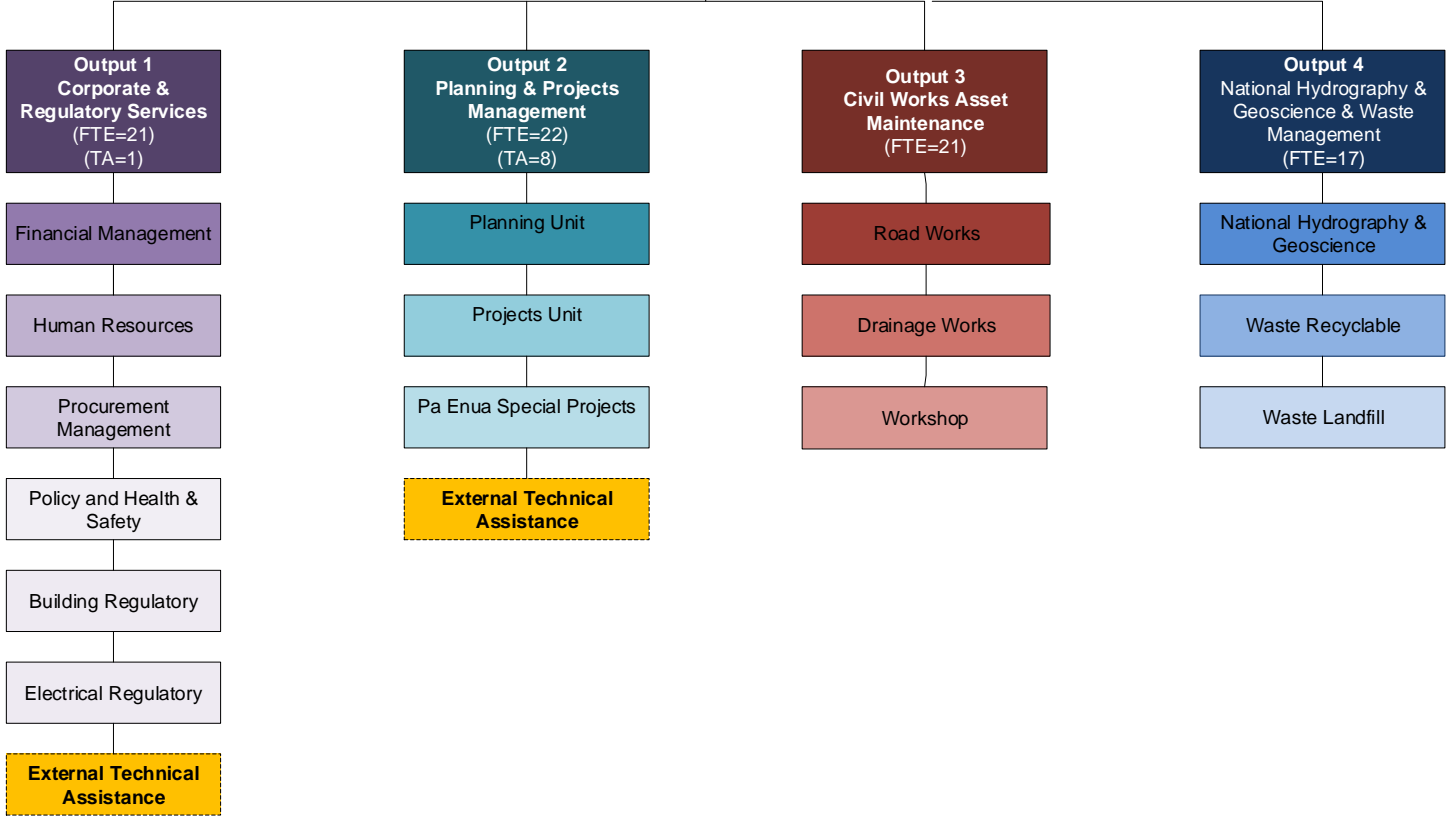 Output 1
Corporate &
Regulatory Services
(FTE=21)
(TA=1)
Financial Management
Human Resources
Procurement
Management
Policy and Health &
Safety
Building Regulatory
Electrical Regulatory
External Technical
Assistance
Output 2
Planning & Projects
Management
(FTE=22)
(TA=8)
Planning Unit
Projects Unit
Pa Enua Special Projects
External Technical
Assistance
Output 3
Civil Works Asset
Maintenance
(FTE=21)
Road Works
Drainage Works
Workshop
Output 4
National Hydrography &
Geoscience & Waste
Management
(FTE=17)
National Hydrography &
Geoscience
Waste Recyclable
Waste Landfill